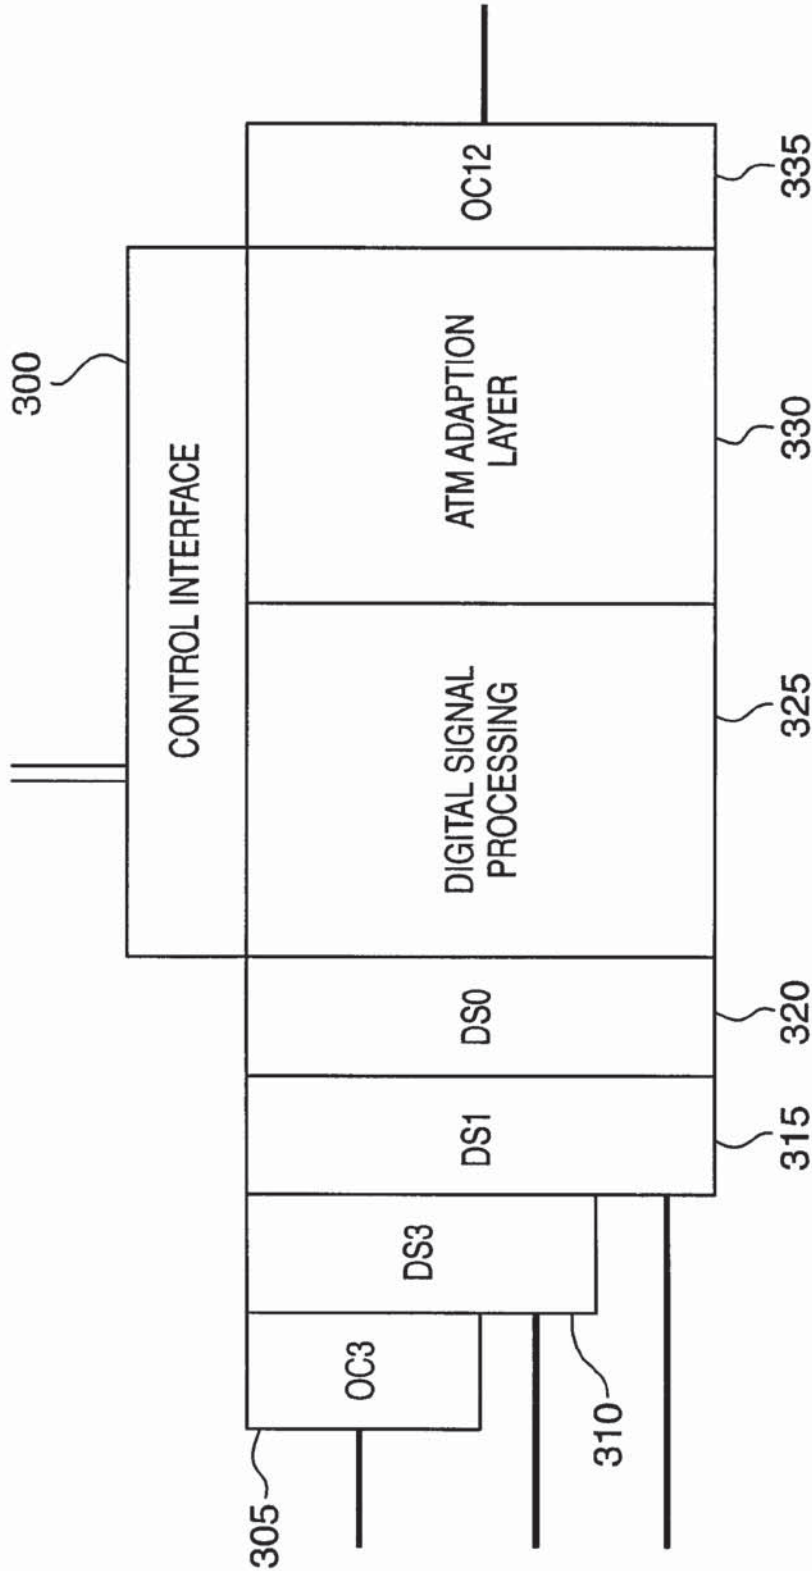 300
CONTROL INTERFACE
305
OC3
DS3
DS1
DS0
DIGITAL SIGNAL
PROCESSING
ATM ADAPTION
LAYER
OC12
310
315
320
325
330
335